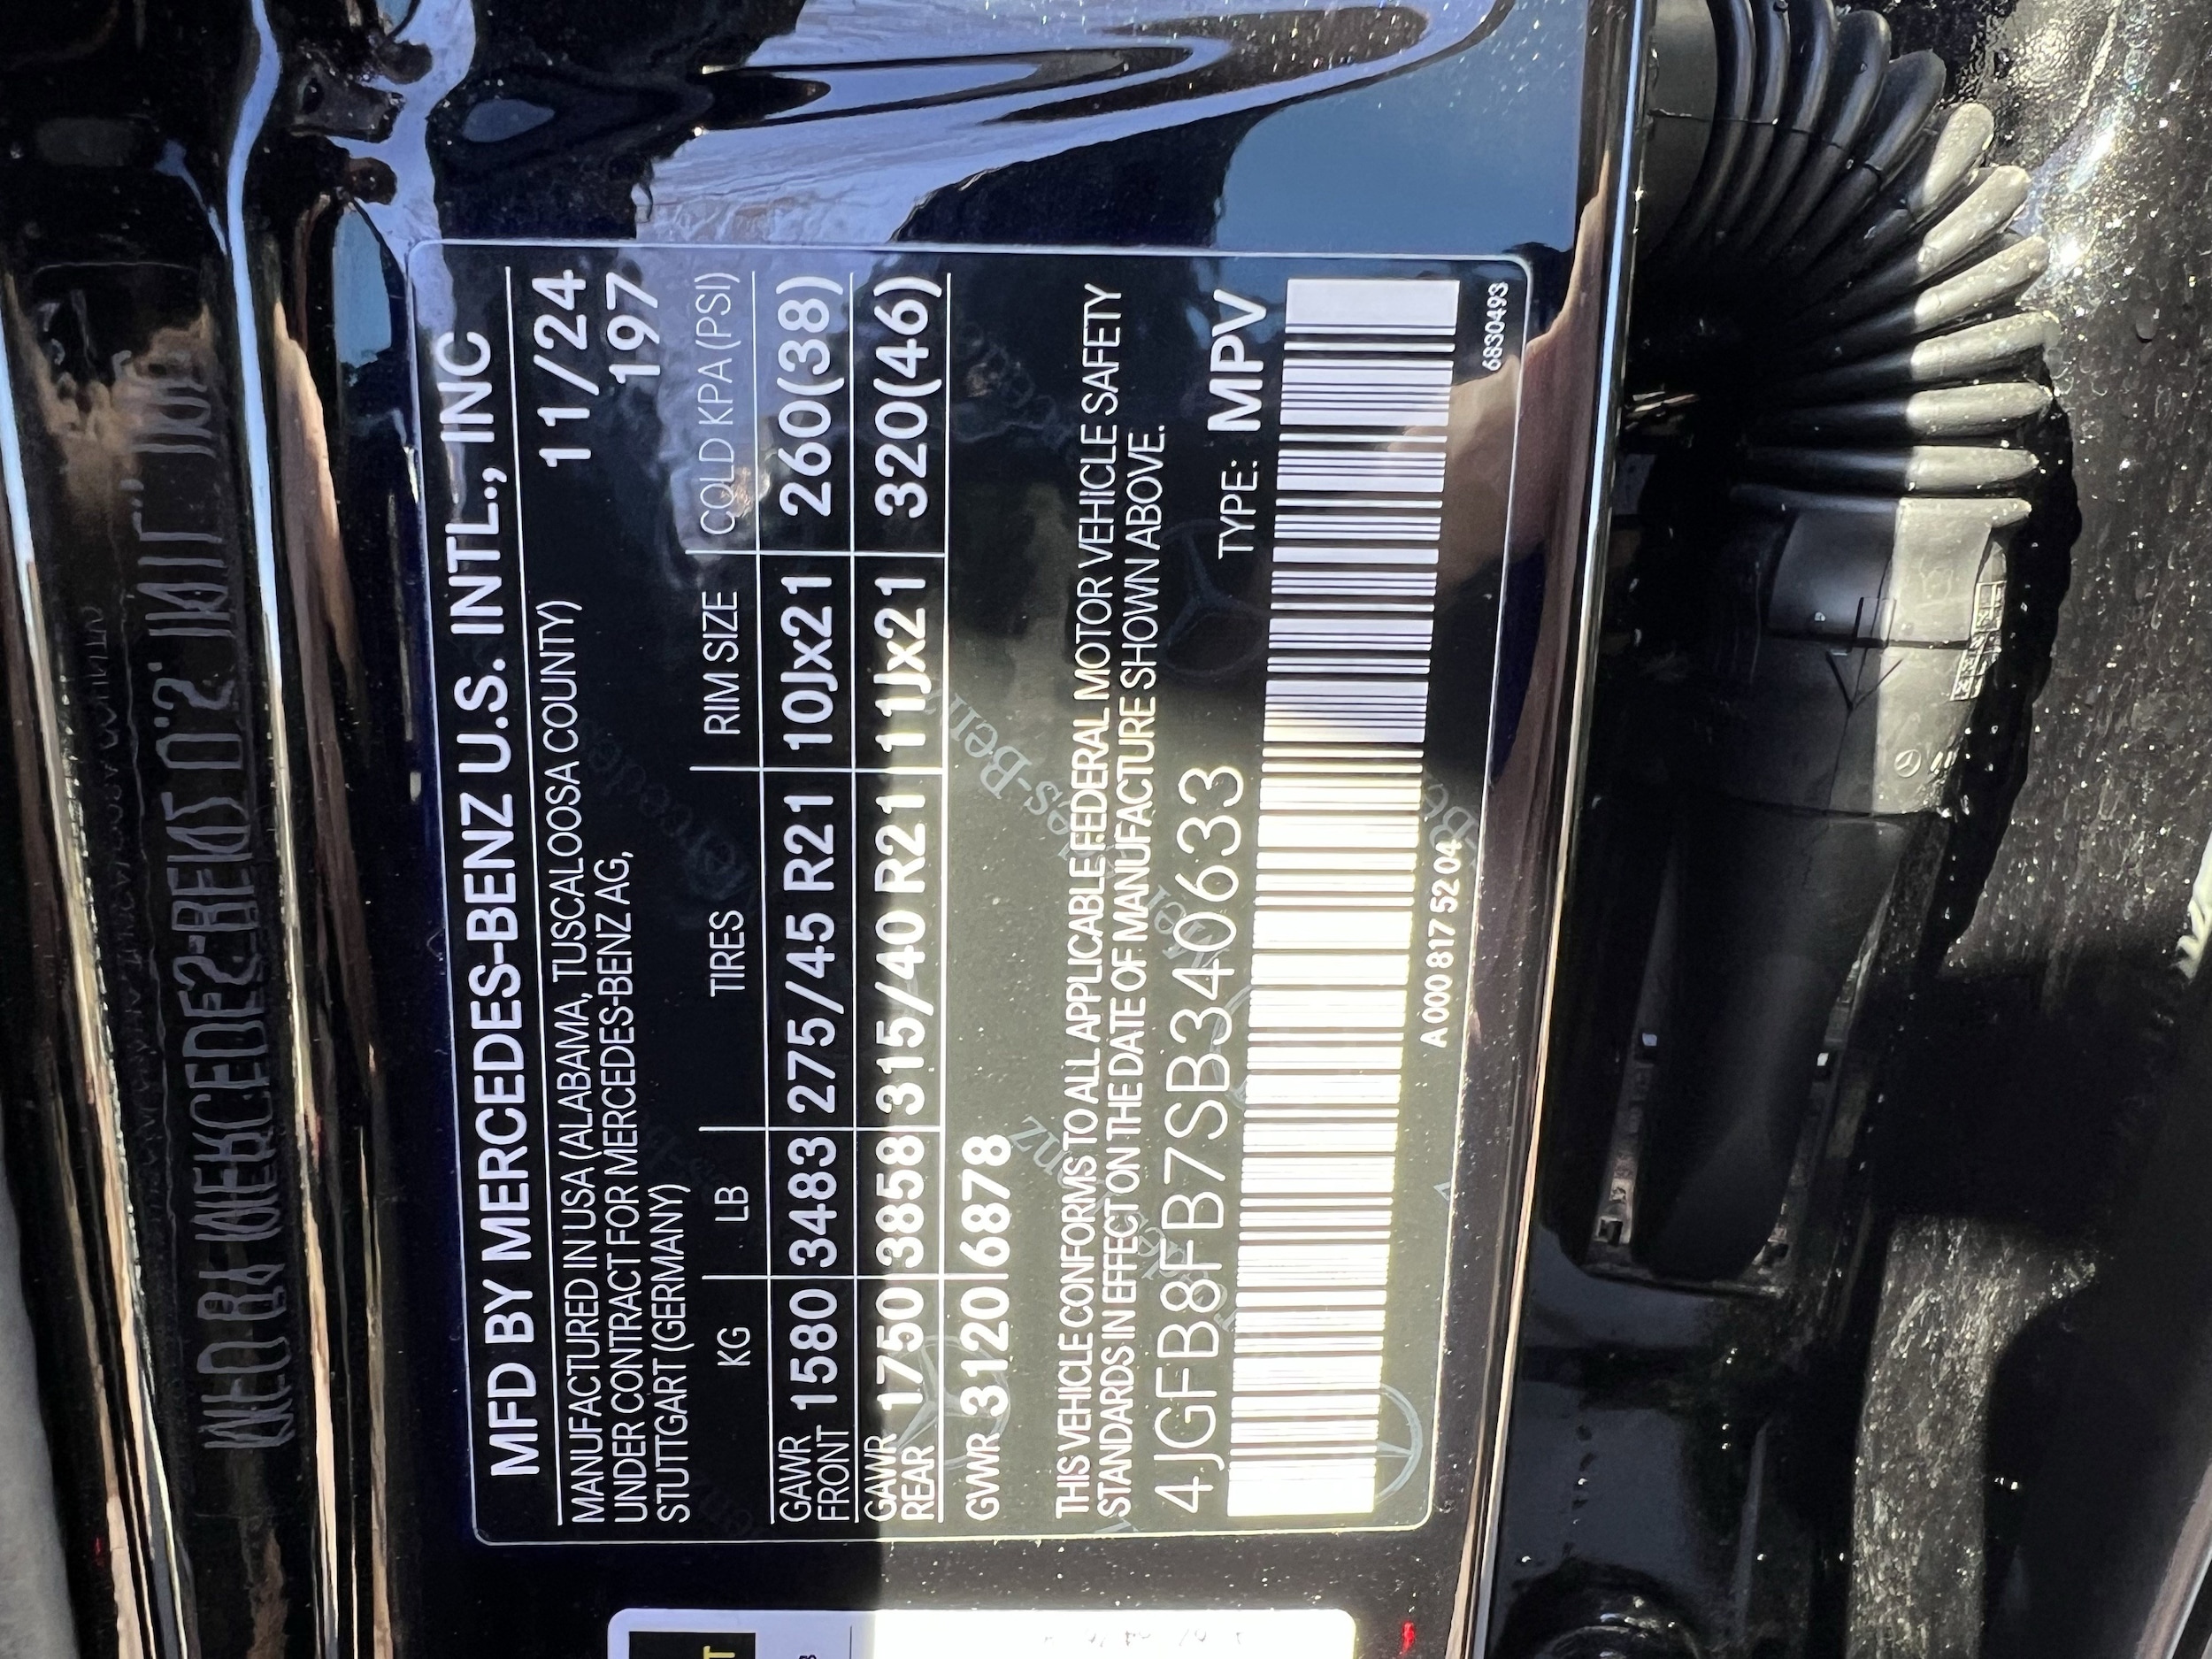 MFD BY MERCEDES-BENZ U.S. INTL., INC
MANUFACTURED IN USA (ALABAMA, TUSCALOOSA COUNTY) 11/24
UNDER CONTRACT FOR MERCEDES-BENZ AG, 197
STUTTGART (GERMANY)
KG LB TIRES RIM SIZE COLD KPA (PSI)
GAWR FRONT 1580 3483 275/45 R21 10Jx21 260(38)
GAWR REAR 1750 3858 315/40 R21 11Jx21 320(46)
GVWR 3120 6878
THIS VEHICLE CONFORMS TO ALL APPLICABLE FEDERAL MOTOR VEHICLE SAFETY
STANDARDS IN EFFECT ON THE DATE OF MANUFACTURE SHOWN ABOVE.
4JGFB8FB7SB340633 TYPE: MPV
A 000 817 52 04 6830493